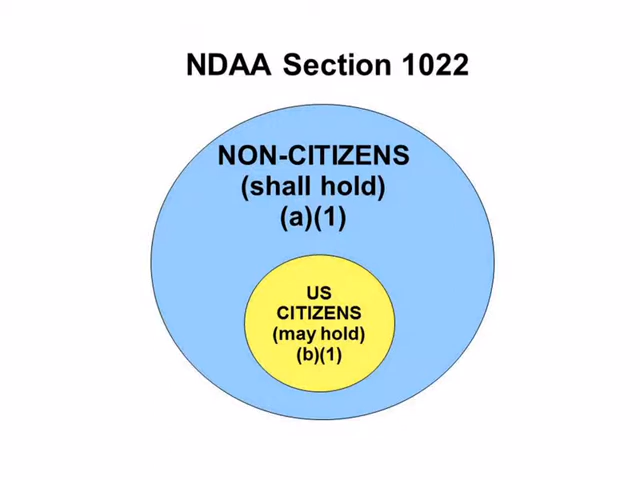 NDAA Section 1022
NON-CITIZENS
(shall hold)
(a)(1)
US
CITIZENS
(may hold)
(b)(1)